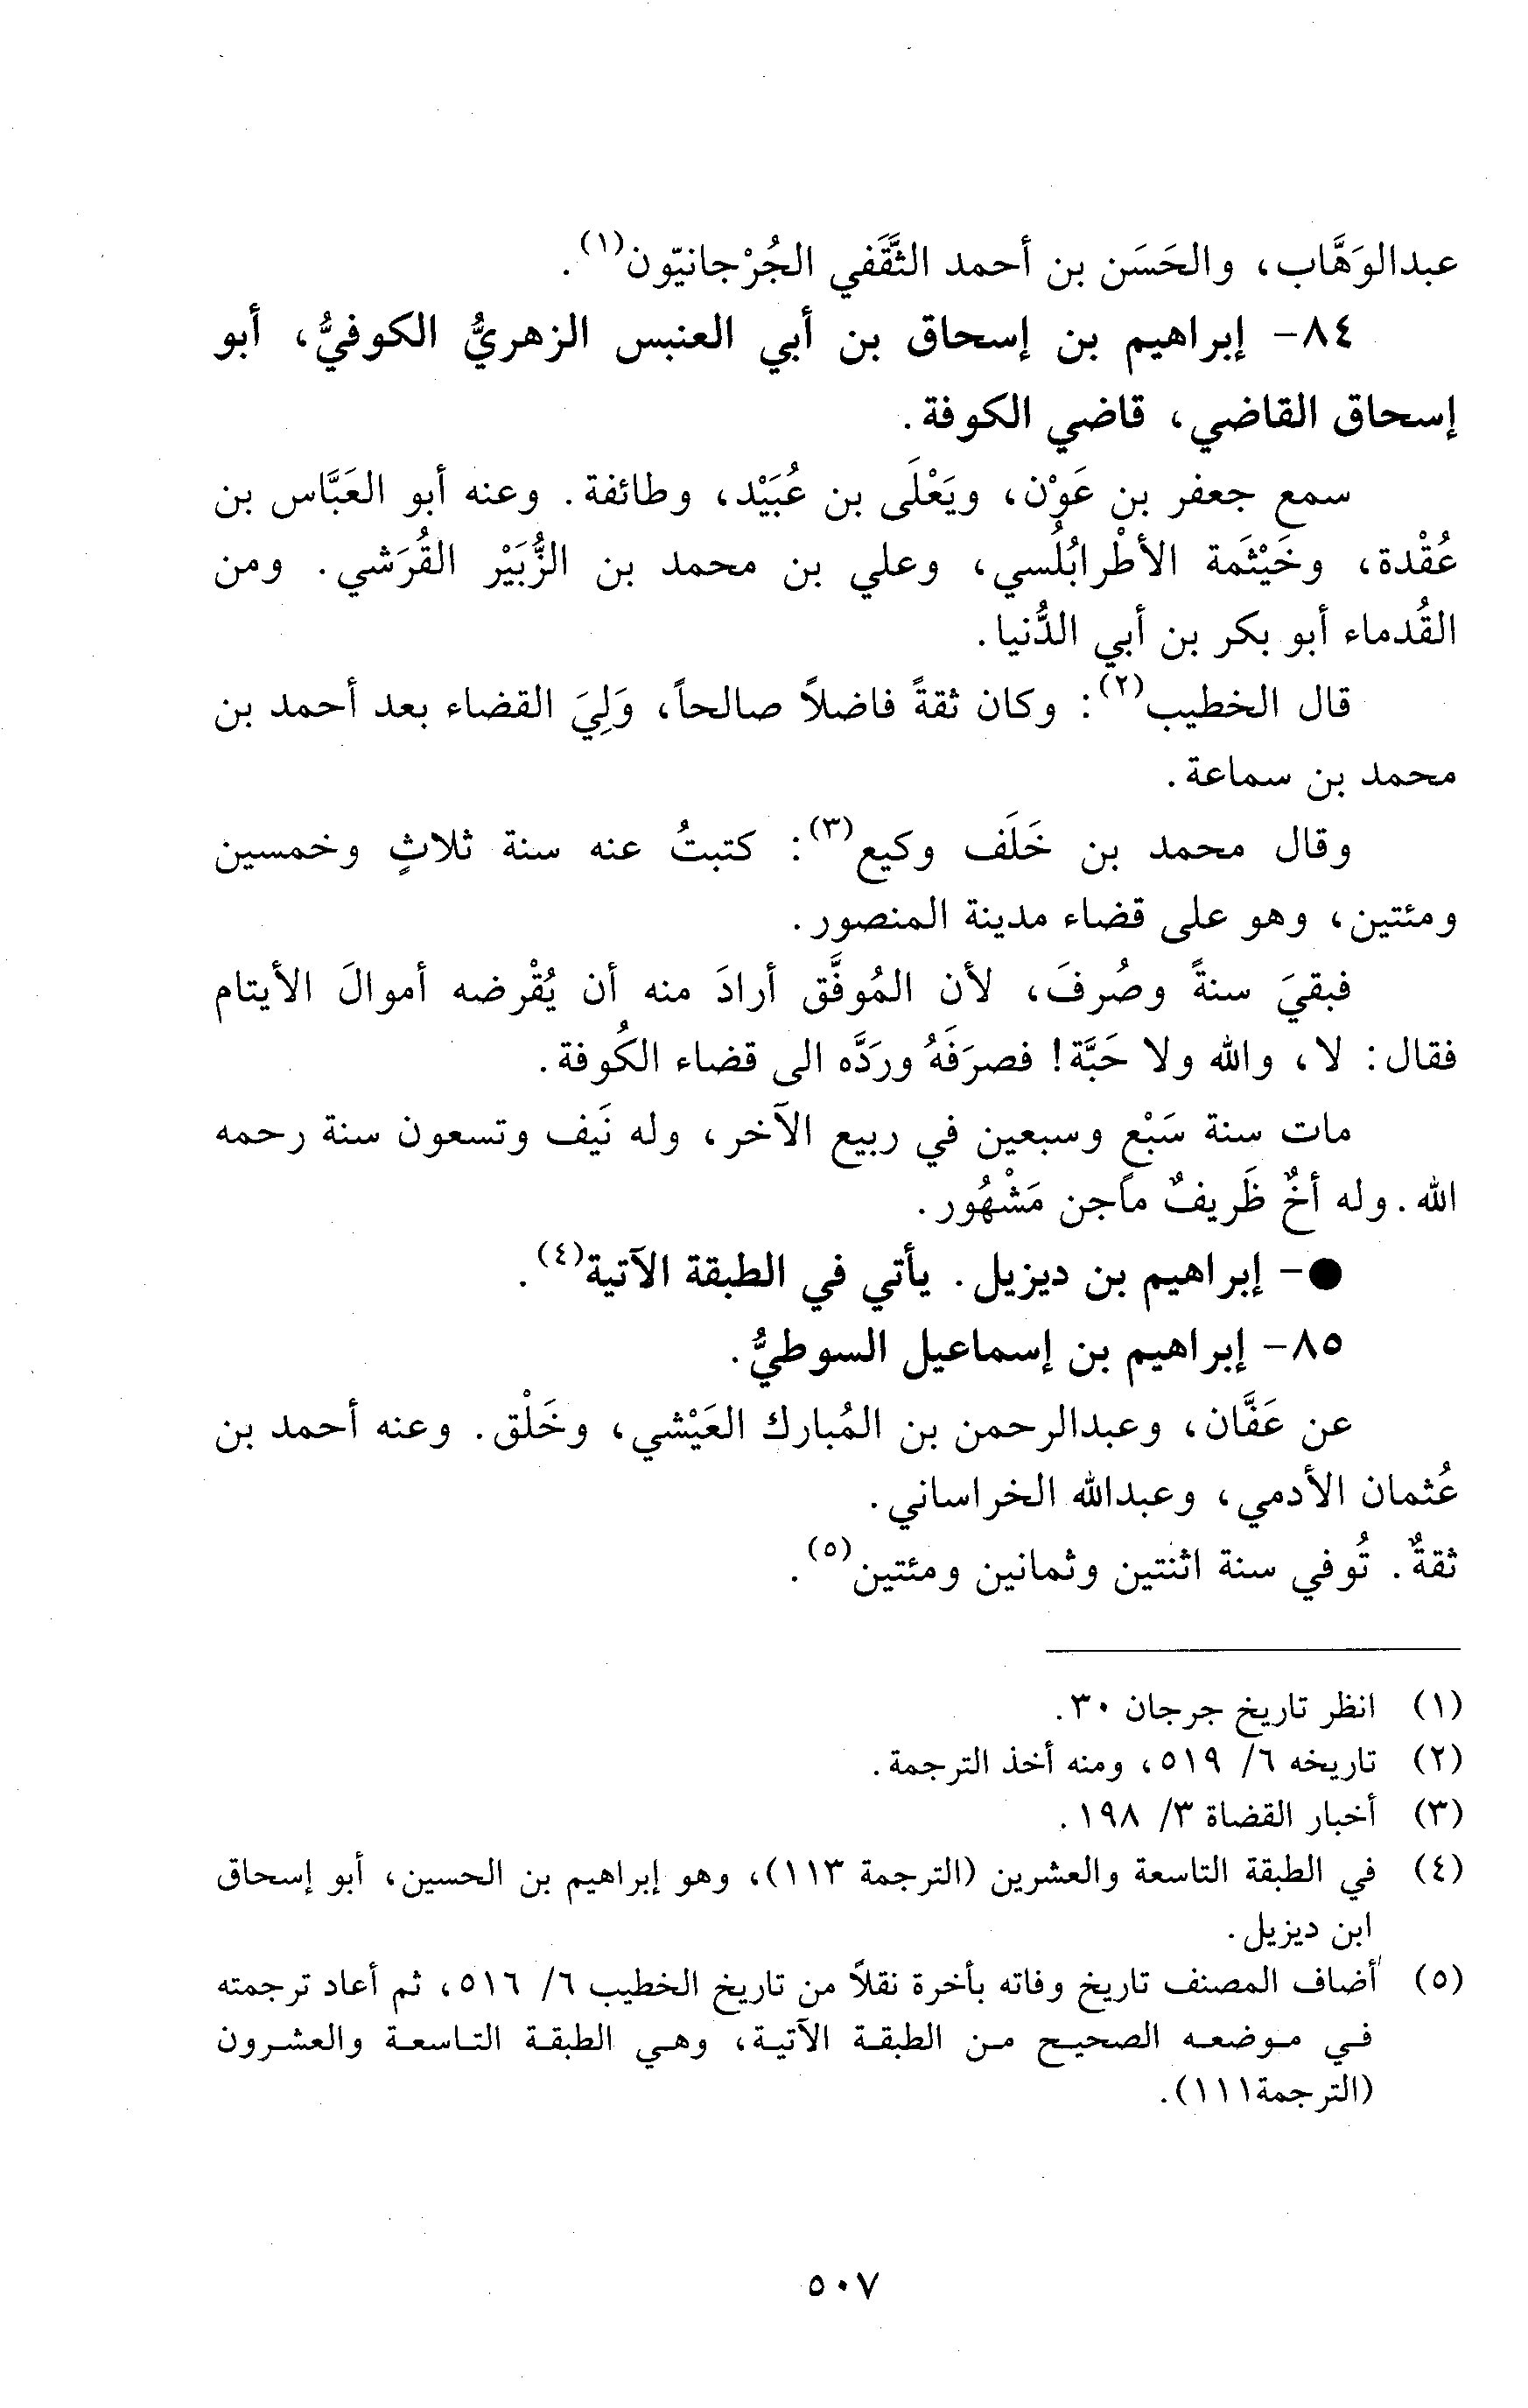 عبدالوَهَّاب، والحَسَن بن أحمد الثَّقَفي الجُرْجانيّون(١).
٨٤- إبراهيم بن إسحاق بن أبي العنبس الزهريُّ الكوفيُّ، أبو
إسحاق القاضي، قاضي الكوفة.
سمع جعفر بن عَوْن، ويَعْلَى بن عُبَيْد، وطائفة. وعنه أبو العَبَّاس بن
عُقْدة، وخَيْثَمة الأطْرابُلُسي، وعلي بن محمد بن الزُّبَيْر القُرَشي. ومن
القُدماء أبو بكر بن أبي الدُّنيا.
قال الخطيب(٢): وكان ثقةً فاضلاً صالحاً، وَلِيَ القضاء بعد أحمد بن
محمد بن سماعة.
وقال محمد بن خَلَف وكيع(٣): كتبتُ عنه سنة ثلاثٍ وخمسين
ومئتين، وهو على قضاء مدينة المنصور.
فبقيَ سنةً وصُرفَ، لأن المُوفَّق أرادَ منه أن يُقْرضه أموالَ الأيتام
فقال: لا، والله ولا حَبَّة! فصرَفَهُ وردَّه الى قضاء الكُوفة.
مات سنة سَبْع وسبعين في ربيع الآخر، وله نَيف وتسعون سنة رحمه
الله. وله أخٌ ظَريفٌ ماجن مَشْهُور.
●- إبراهيم بن ديزيل. يأتي في الطبقة الآتية(٤).
٨٥- إبراهيم بن إسماعيل السوطيُّ.
عن عَفَّان، وعبدالرحمن بن المُبارك العَيْشي، وخَلْق. وعنه أحمد بن
عُثمان الأدمي، وعبدالله الخراساني.
ثقةٌ. تُوفي سنة اثنتين وثمانين ومئتين(٥).
(١) انظر تاريخ جرجان ٣٠.
(٢) تاريخه ٦/ ٥١٩، ومنه أخذ الترجمة.
(٣) أخبار القضاة ٣/ ١٩٨.
(٤) في الطبقة التاسعة والعشرين (الترجمة ١١٣)، وهو إبراهيم بن الحسين، أبو إسحاق
ابن ديزيل.
(٥) أضاف المصنف تاريخ وفاته بأخرة نقلاً من تاريخ الخطيب ٦/ ٥١٦، ثم أعاد ترجمته
في موضعه الصحيح من الطبقة الآتية، وهي الطبقة التاسعة والعشرون
(الترجمة١١١).
٥٠٧